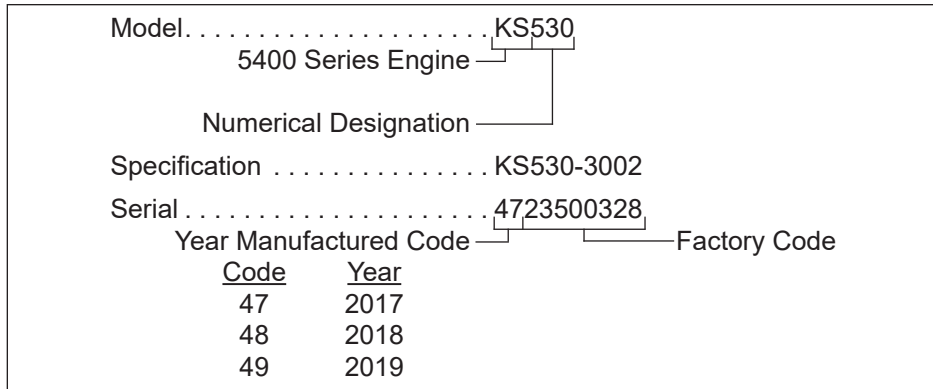 Model. . . . . . . . . . . . . . . . . . . . . KS530
5400 Series Engine
Numerical Designation
Specification . . . . . . . . . . . . . . . KS530-3002
Serial . . . . . . . . . . . . . . . . . . . . . 4723500328
Year Manufactured Code Factory Code
Code Year
47 2017
48 2018
49 2019